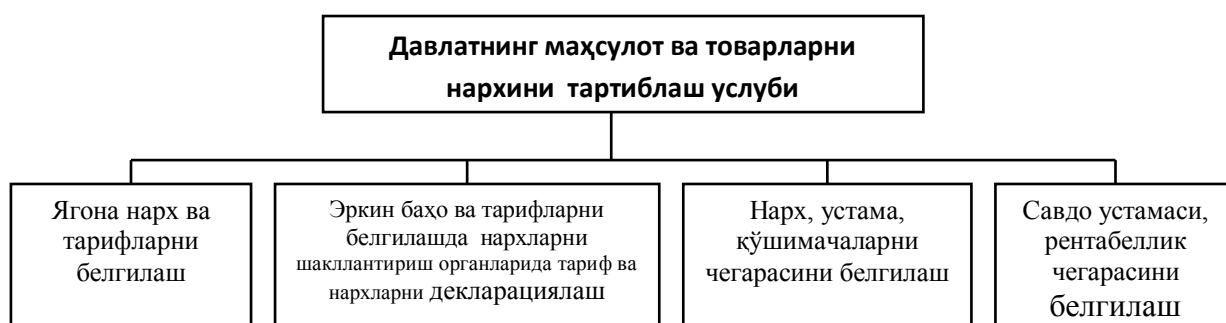 Давлатнинг маҳсулот ва товарларни
нархини тартиблаш услуби
Ягона нарх ва
тарифларни
белгилаш
Эркин баҳо ва тарифларни
белгилашда нархларни
шакллантириш органларида тариф ва
нархларни декларациялаш
Нарх, устама,
қўшимачаларни
чегарасини белгилаш
Савдо устамаси,
рентабеллик
чегарасини
белгилаш